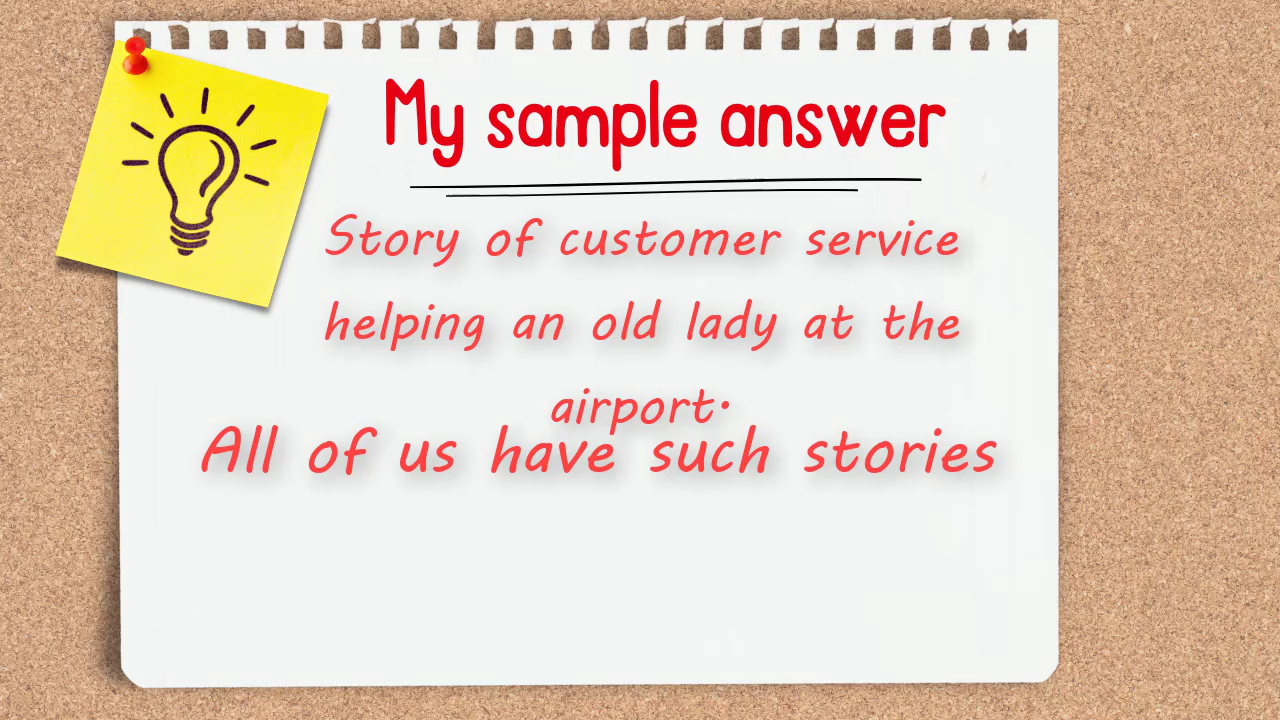 My sample answer
Story of customer service
helping an old lady at the
airport.
All of us have such stories